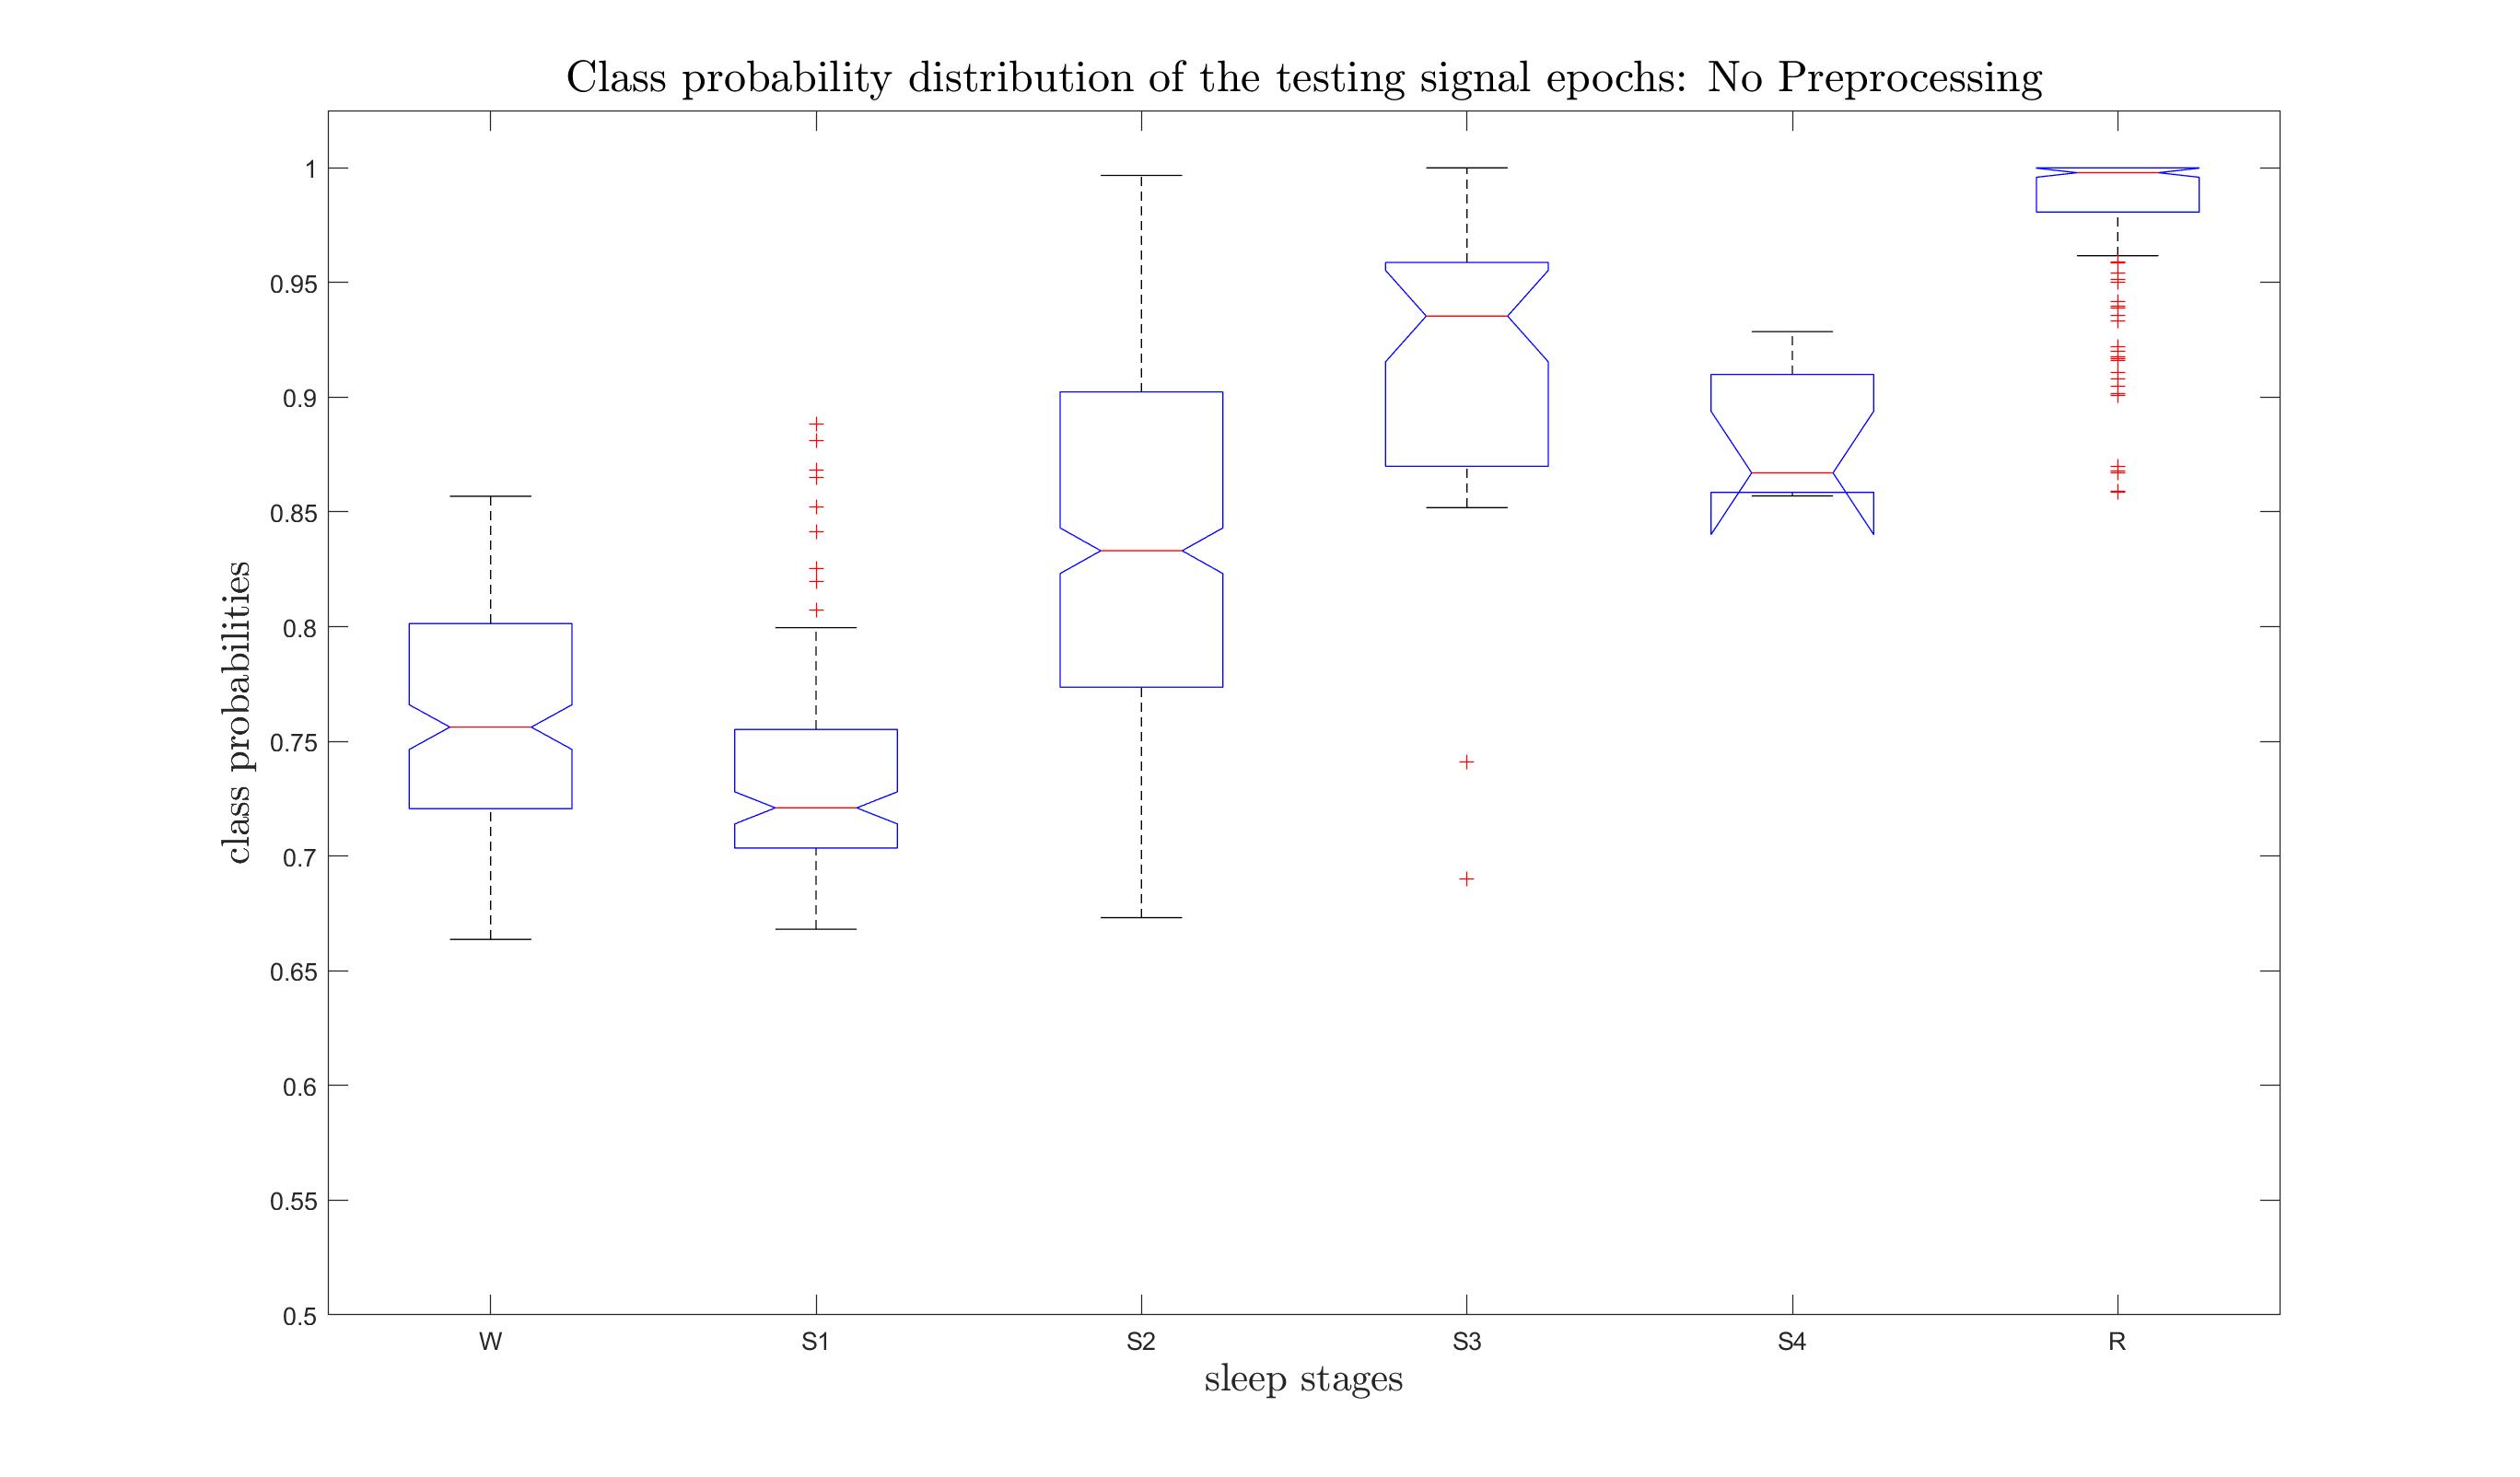 Class probability distribution of the testing signal epochs: No Preprocessing
class probabilities
1
0.95
0.9
0.85
0.8
0.75
0.7
0.65
0.6
0.55
0.5
W S1 S2 S3 S4 R
sleep stages